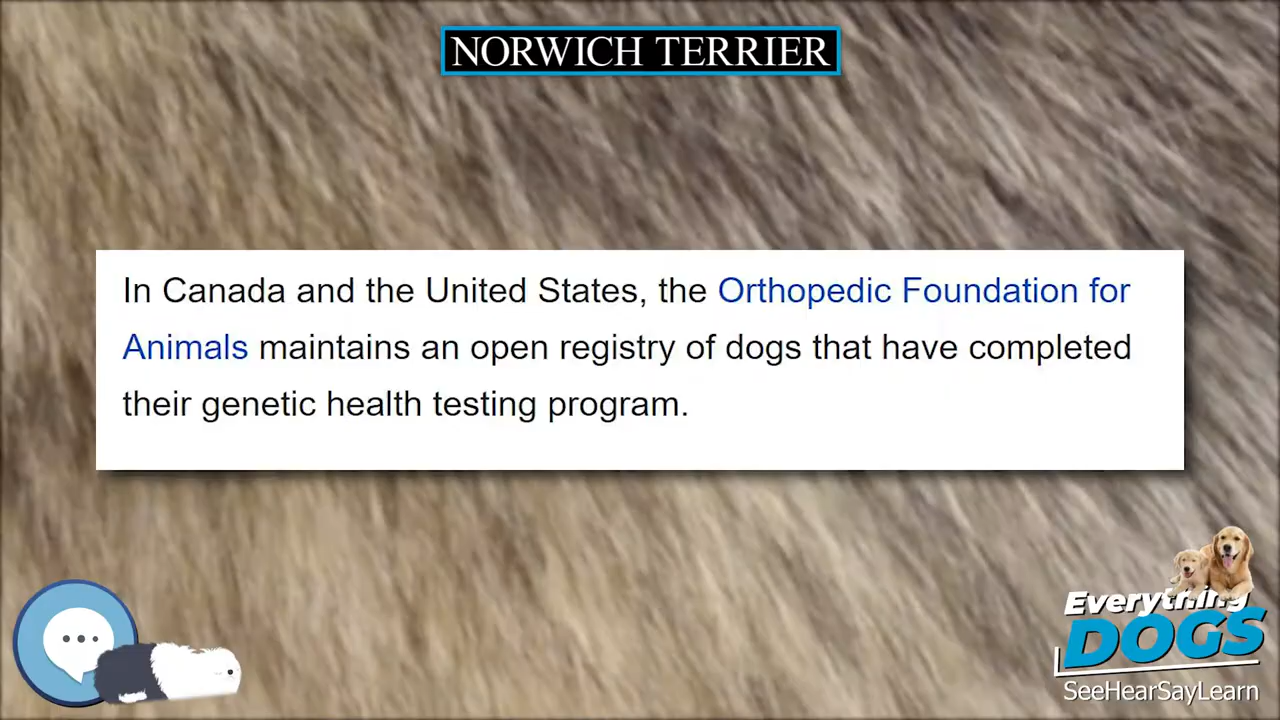 NORWICH TERRIER
In Canada and the United States, the Orthopedic Foundation for
Animals maintains an open registry of dogs that have completed
their genetic health testing program.
Everything
DOGS
SeeHearSayLearn